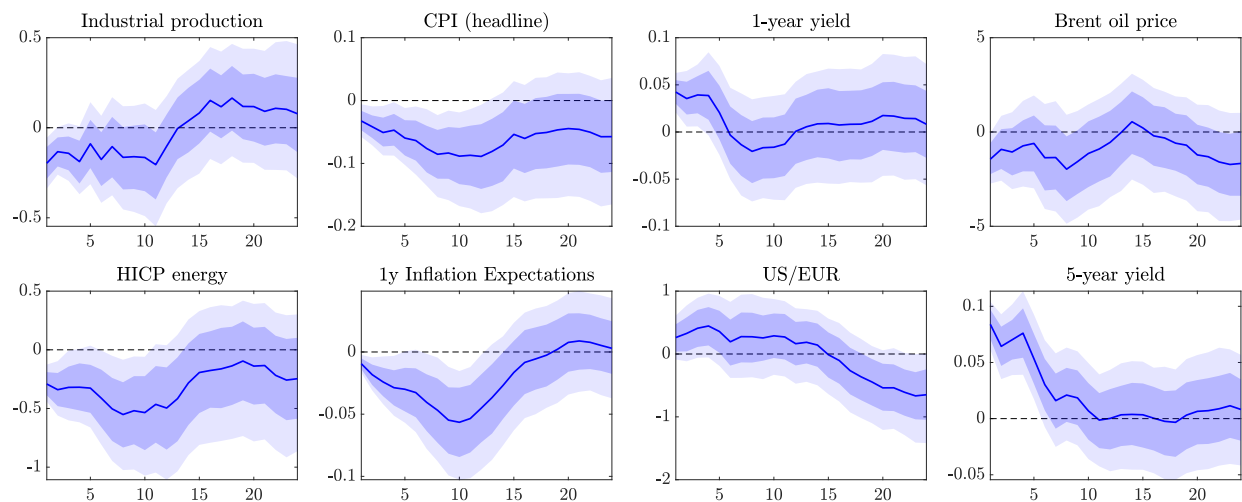 Industrial production
CPI (headline)
1-year yield
Brent oil price
0.5
0
-0.5
5 10 15 20
0.1
0
-0.1
-0.2
5 10 15 20
0.1
0.05
0
-0.05
-0.1
5 10 15 20
5
0
-5
5 10 15 20
HICP energy
1y Inflation Expectations
US/EUR
5-year yield
0.5
0
-0.5
-1
5 10 15 20
0.05
0
-0.05
-0.1
5 10 15 20
1
0
-1
-2
5 10 15 20
0.1
0.05
0
-0.05
5 10 15 20